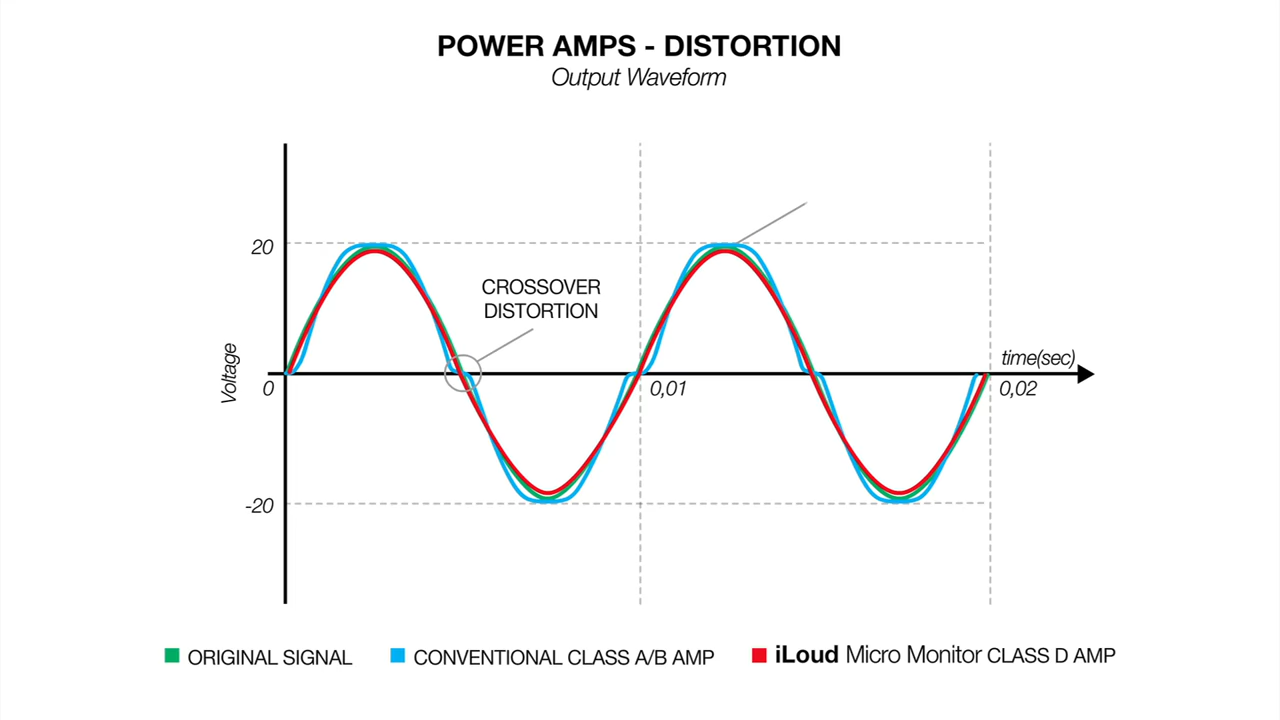 POWER AMPS - DISTORTION
Output Waveform
20
CROSSOVER
DISTORTION
Voltage
time(sec)
0
0,01
0,02
-20
ORIGINAL SIGNAL
CONVENTIONAL CLASS A/B AMP
iLoud Micro Monitor CLASS D AMP